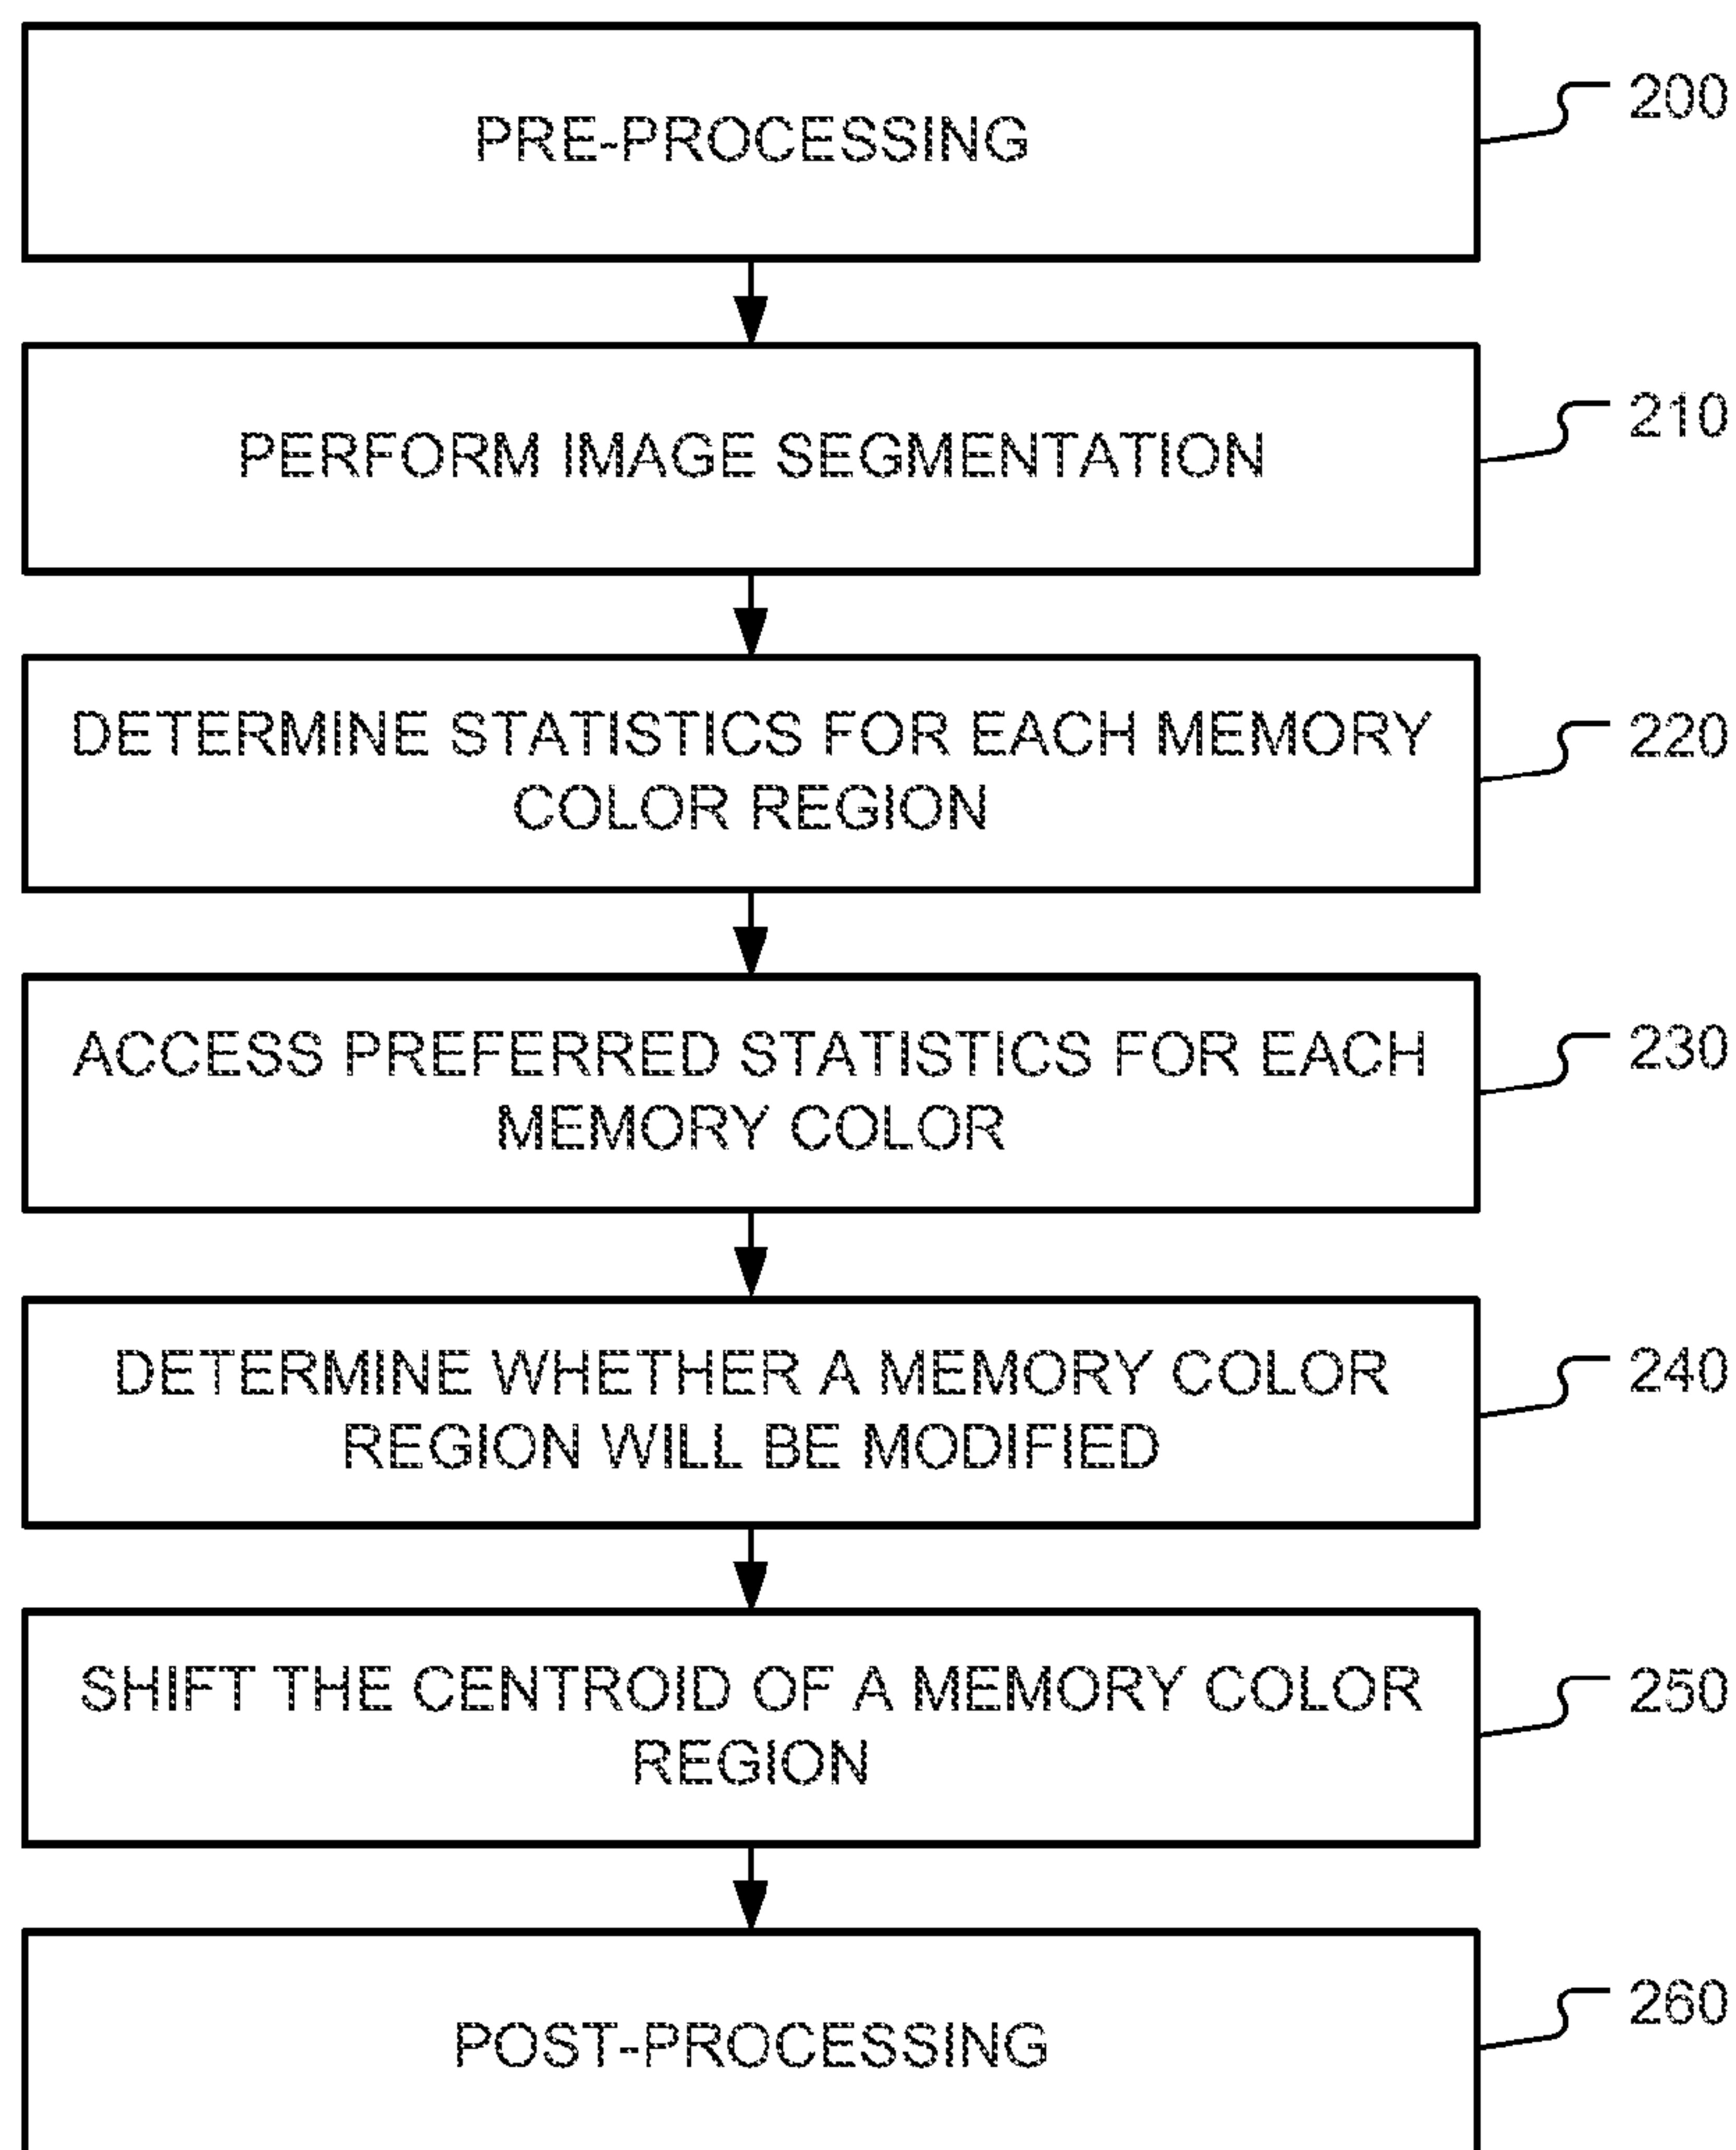 PRE-PROCESSING
200
PERFORM IMAGE SEGMENTATION
210
DETERMINE STATISTICS FOR EACH MEMORY
COLOR REGION
220
ACCESS PREFERRED STATISTICS FOR EACH
MEMORY COLOR
230
DETERMINE WHETHER A MEMORY COLOR
REGION WILL BE MODIFIED
240
SHIFT THE CENTROID OF A MEMORY COLOR
REGION
250
POST-PROCESSING
260